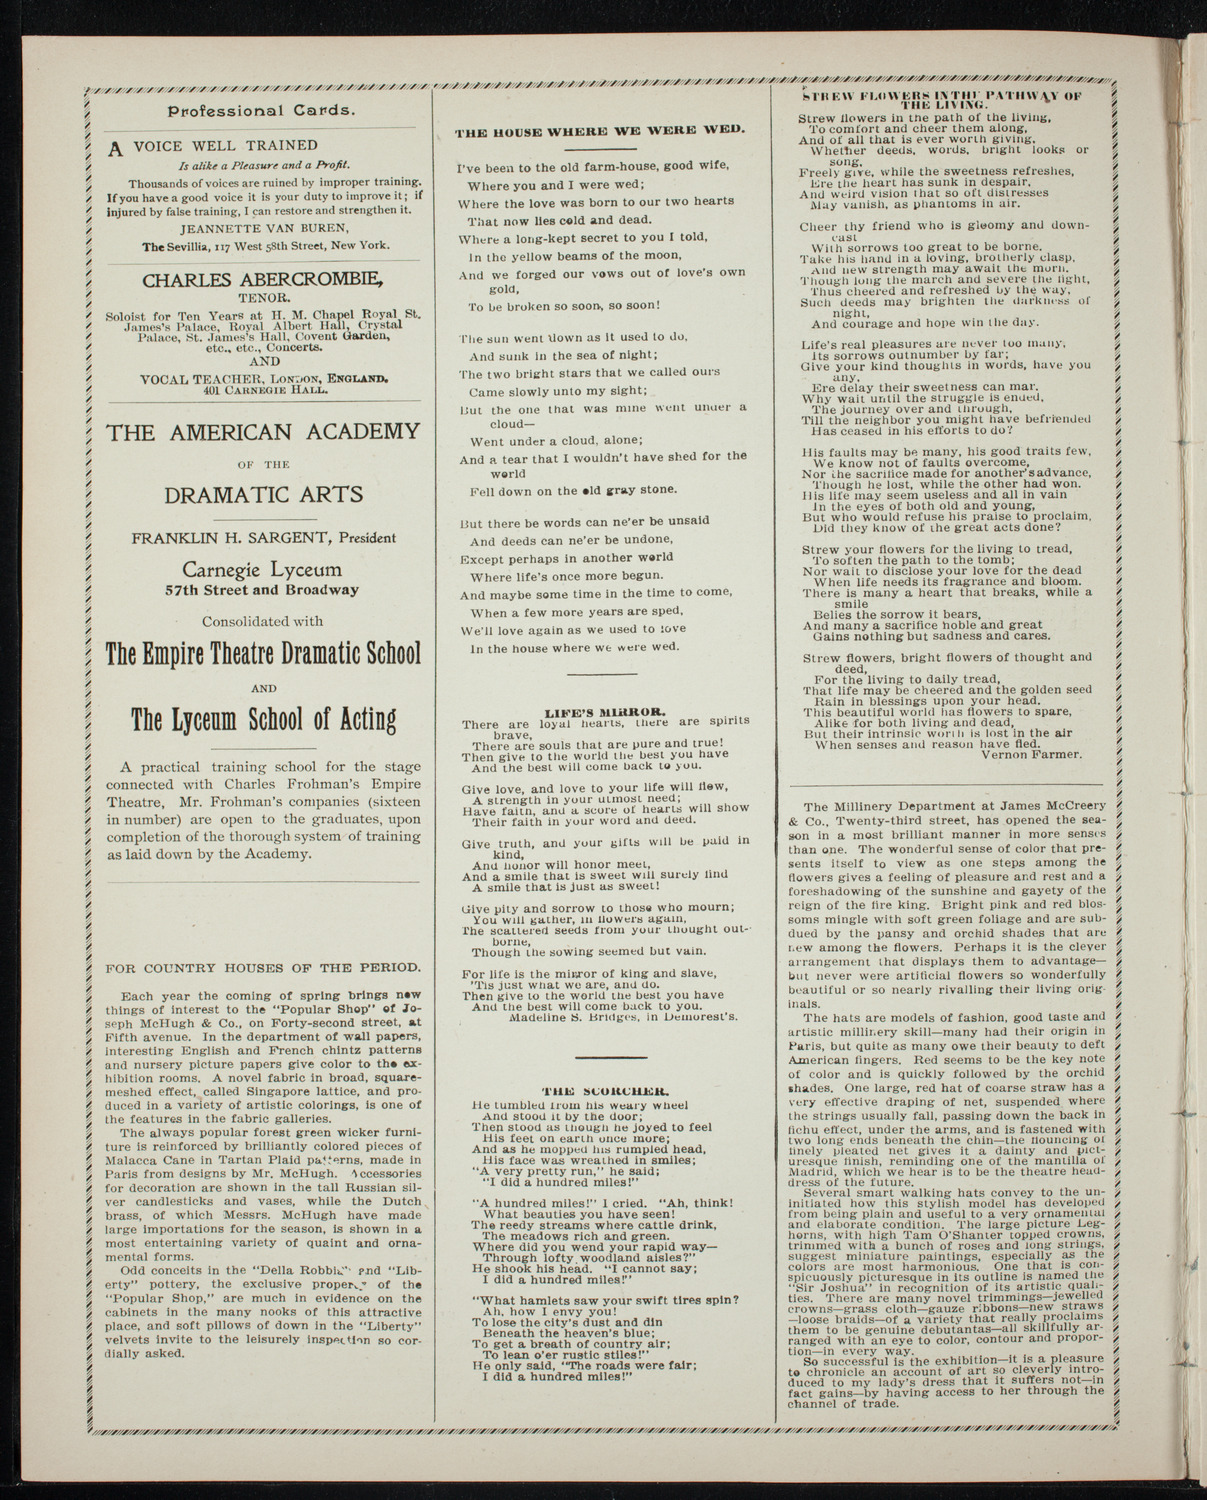 Professional Cards.
A VOICE WELL TRAINED
Is alike a Pleasure and a Profit.
Thousands of voices are ruined by improper training.
If you have a good voice it is your duty to improve it; if
injured by false training, I can restore and strengthen it.
JEANNETTE VAN BUREN,
The Sevillia, 117 West 58th Street, New York.
CHARLES ABERCROMBIE,
TENOR.
Soloist for Ten Years at H. M. Chapel Royal St.
James's Palace, Royal Albert Hall, Crystal
Palace, St. James's Hall, Covent Garden,
etc., etc., Concerts.
AND
VOCAL TEACHER, LONDON, ENGLAND.
401 CARNEGIE HALL.
THE AMERICAN ACADEMY
OF THE
DRAMATIC ARTS
FRANKLIN H. SARGENT, President
Carnegie Lyceum
57th Street and Broadway
Consolidated with
The Empire Theatre Dramatic School
AND
The Lyceum School of Acting
A practical training school for the stage
connected with Charles Frohman's Empire
Theatre, Mr. Frohman's companies (sixteen
in number) are open to the graduates, upon
completion of the thorough system of training
as laid down by the Academy.
FOR COUNTRY HOUSES OF THE PERIOD.
Each year the coming of spring brings new
things of interest to the "Popular Shop" of Jo-
seph McHugh & Co., on Forty-second street, at
Fifth avenue. In the department of wall papers,
interesting English and French chintz patterns
and nursery picture papers give color to the ex-
hibition rooms. A novel fabric in broad, square-
meshed effect, called Singapore lattice, and pro-
duced in a variety of artistic colorings, is one of
the features in the fabric galleries.
The always popular forest green wicker furni-
ture is reinforced by brilliantly colored pieces of
Malacca Cane in Tartan Plaid patterns, made in
Paris from designs by Mr. McHugh. Accessories
for decoration are shown in the tall Russian sil-
ver candlesticks and vases, while the Dutch
brass, of which Messrs. McHugh have made
large importations for the season, is shown in a
most entertaining variety of quaint and orna-
mental forms.
Odd conceits in the "Della Robbia" and "Lib-
erty" pottery, the exclusive property of the
"Popular Shop," are much in evidence on the
cabinets in the many nooks of this attractive
place, and soft pillows of down in the "Liberty"
velvets invite to the leisurely inspection so cor-
dially asked.
THE HOUSE WHERE WE WERE WED.
I've been to the old farm-house, good wife,
Where you and I were wed;
Where the love was born to our two hearts
That now lies cold and dead.
Where a long-kept secret to you I told,
In the yellow beams of the moon,
And we forged our vows out of love's own
gold,
To be broken so soon, so soon!
The sun went down as it used to do,
And sunk in the sea of night;
The two bright stars that we called ours
Came slowly unto my sight;
But the one that was mine went under a
cloud—
Went under a cloud, alone;
And a tear that I wouldn't have shed for the
world
Fell down on the old gray stone.
But there be words can ne'er be unsaid
And deeds can ne'er be undone,
Except perhaps in another world
Where life's once more begun.
And maybe some time in the time to come,
When a few more years are sped,
We'll love again as we used to love
In the house where we were wed.
LIFE'S MIRROR.
There are loyal hearts, there are spirits
brave,
There are souls that are pure and true!
Then give to the world the best you have
And the best will come back to you.
Give love, and love to your life will flow,
A strength in your utmost need;
Have faith, and a score of hearts will show
Their faith in your word and deed.
Give truth, and your gifts will be paid in
kind,
And honor will honor meet,
And a smile that is sweet will surely find
A smile that is just as sweet!
Give pity and sorrow to those who mourn;
You will gather, in flowers again,
The scattered seeds from your thought out-
borne,
Though the sowing seemed but vain.
For life is the mirror of king and slave,
'Tis just what we are, and do.
Then give to the world the best you have
And the best will come back to you.
Madeline S. Bridges, in Demorest's.
THE SCORCHER.
He tumbled from his weary wheel
And stood it by the door;
Then stood as though he joyed to feel
His feet on earth once more;
And as he mopped his rumpled head,
His face was wreathed in smiles;
"A very pretty run," he said;
"I did a hundred miles!"
"A hundred miles!" I cried. "Ah, think!
What beauties you have seen!
The reedy streams where cattle drink,
The meadows rich and green.
Where did you wend your rapid way—
Through lofty woodland aisles?"
He shook his head. "I cannot say;
I did a hundred miles!"
"What hamlets saw your swift tires spin?
Ah, how I envy you!
To lose the city's dust and din
Beneath the heaven's blue;
To get a breath of country air;
To lean o'er rustic stiles!"
He only said, "The roads were fair;
I did a hundred miles!"
STREW FLOWERS IN THE PATHWAY OF
THE LIVING.
Strew flowers in the path of the living,
To comfort and cheer them along,
And of all that is ever worth giving,
Whether deeds, words, bright looks or
song,
Freely give, while the sweetness refreshes,
Ere the heart has sunk in despair,
And weird vision that so oft distresses
May vanish, as phantoms in air.
Cheer thy friend who is gloomy and down-
cast
With sorrows too great to be borne.
Take his hand in a loving, brotherly clasp,
And new strength may await the morn.
Though long the march and severe the fight,
Thus cheered and refreshed by the way,
Such deeds may brighten the darkness of
night,
And courage and hope win the day.
Life's real pleasures are never too many,
Its sorrows outnumber by far;
Give your kind thoughts in words, have you
any,
Ere delay their sweetness can mar.
Why wait until the struggle is ended,
The journey over and through,
Till the neighbor you might have befriended
Has ceased in his efforts to do?
His faults may be many, his good traits few,
We know not of faults overcome,
Nor the sacrifice made for another's advance,
Though he lost, while the other had won.
His life may seem useless and all in vain
In the eyes of both old and young,
But who would refuse his praise to proclaim,
Did they know of the great acts done?
Strew your flowers for the living to tread,
To soften the path to the tomb;
Nor wait to disclose your love for the dead
When life needs its fragrance and bloom.
There is many a heart that breaks, while a
smile
Belies the sorrow it bears,
And many a sacrifice noble and great
Gains nothing but sadness and cares.
Strew flowers, bright flowers of thought and
deed,
For the living to daily tread,
That life may be cheered and the golden seed
Rain in blessings upon your head.
This beautiful world has flowers to spare,
Alike for both living and dead,
But their intrinsic worth is lost in the air
When senses and reason have fled.
Vernon Farmer.
The Millinery Department at James McCreery
& Co., Twenty-third street, has opened the sea-
son in a most brilliant manner in more senses
than one. The wonderful sense of color that pre-
sents itself to view as one steps among the
flowers gives a feeling of pleasure and rest and a
foreshadowing of the sunshine and gayety of the
reign of the fire king. Bright pink and red blos-
soms mingle with soft green foliage and are sub-
dued by the pansy and orchid shades that are
new among the flowers. Perhaps it is the clever
arrangement that displays them to advantage—
but never were artificial flowers so wonderfully
beautiful or so nearly rivalling their living orig-
inals.
The hats are models of fashion, good taste and
artistic millinery skill—many had their origin in
Paris, but quite as many owe their beauty to deft
American fingers. Red seems to be the key note
of color and is quickly followed by the orchid
shades. One large, red hat of coarse straw has a
very effective draping of net, suspended where
the strings usually fall, passing down the back in
fichu effect, under the arms, and is fastened with
two long ends beneath the chin—the flouncing of
finely pleated net gives it a dainty and pict-
uresque finish, reminding one of the mantilla of
Madrid, which we hear is to be the theatre head-
dress of the future.
Several smart walking hats convey to the un-
initiated how this stylish model has developed
from being plain and useful to a very ornamental
and elaborate condition. The large picture Leg-
horns, with high Tam O'Shanter topped crowns,
trimmed with a bunch of roses and long strings,
suggest miniature paintings, especially as the
colors are most harmonious. One that is con-
spicuously picturesque in its outline is named the
"Sir Joshua" in recognition of its artistic quali-
ties. There are many novel trimmings—jewelled
crowns—grass cloth—gauze ribbons—new straws
—loose braids—of a variety that really proclaims
them to be genuine debutantas—all skillfully ar-
ranged with an eye to color, contour and propor-
tion—in every way.
So successful is the exhibition—it is a pleasure
to chronicle an account of art so cleverly intro-
duced to my lady's dress that it suffers not—in
fact gains—by having access to her through the
channel of trade.